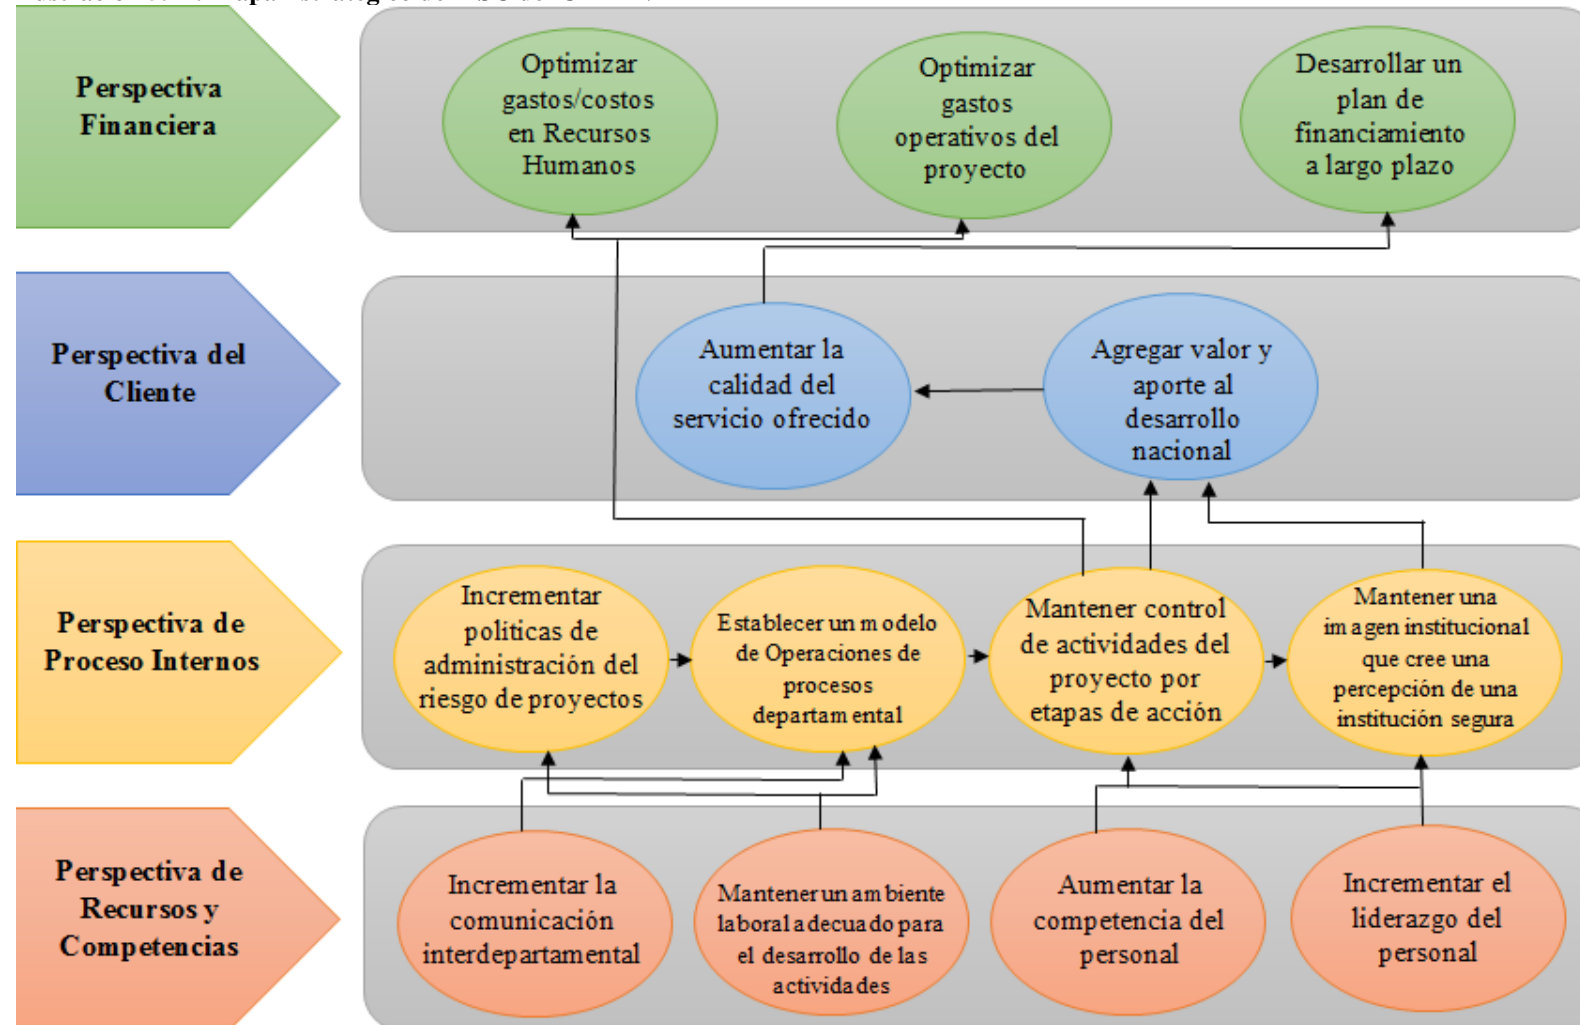 Perspectiva
Financiera
Optimizar
gastos/costos
en Recursos
Humanos
Optimizar
gastos
operativos del
proyecto
Desarrollar un
plan de
financiamiento
a largo plazo
Perspectiva del
Cliente
Aumentar la
calidad del
servicio ofrecido
Agregar valor y
aporte al
desarrollo
nacional
Perspectiva de
Proceso Internos
Incrementar
políticas de
administración del
riesgo de proyectos
Establecer un modelo
de Operaciones de
procesos
departamental
Mantener control
de actividades del
proyecto por
etapas de acción
Mantener una
imagen institucional
que cree una
percepción de una
institución segura
Perspectiva de
Recursos y
Competencias
Incrementar la
comunicación
interdepartamental
Mantener un ambiente
laboral adecuado para
el desarrollo de las
actividades
Aumentar la
competencia del
personal
Incrementar el
liderazgo del
personal